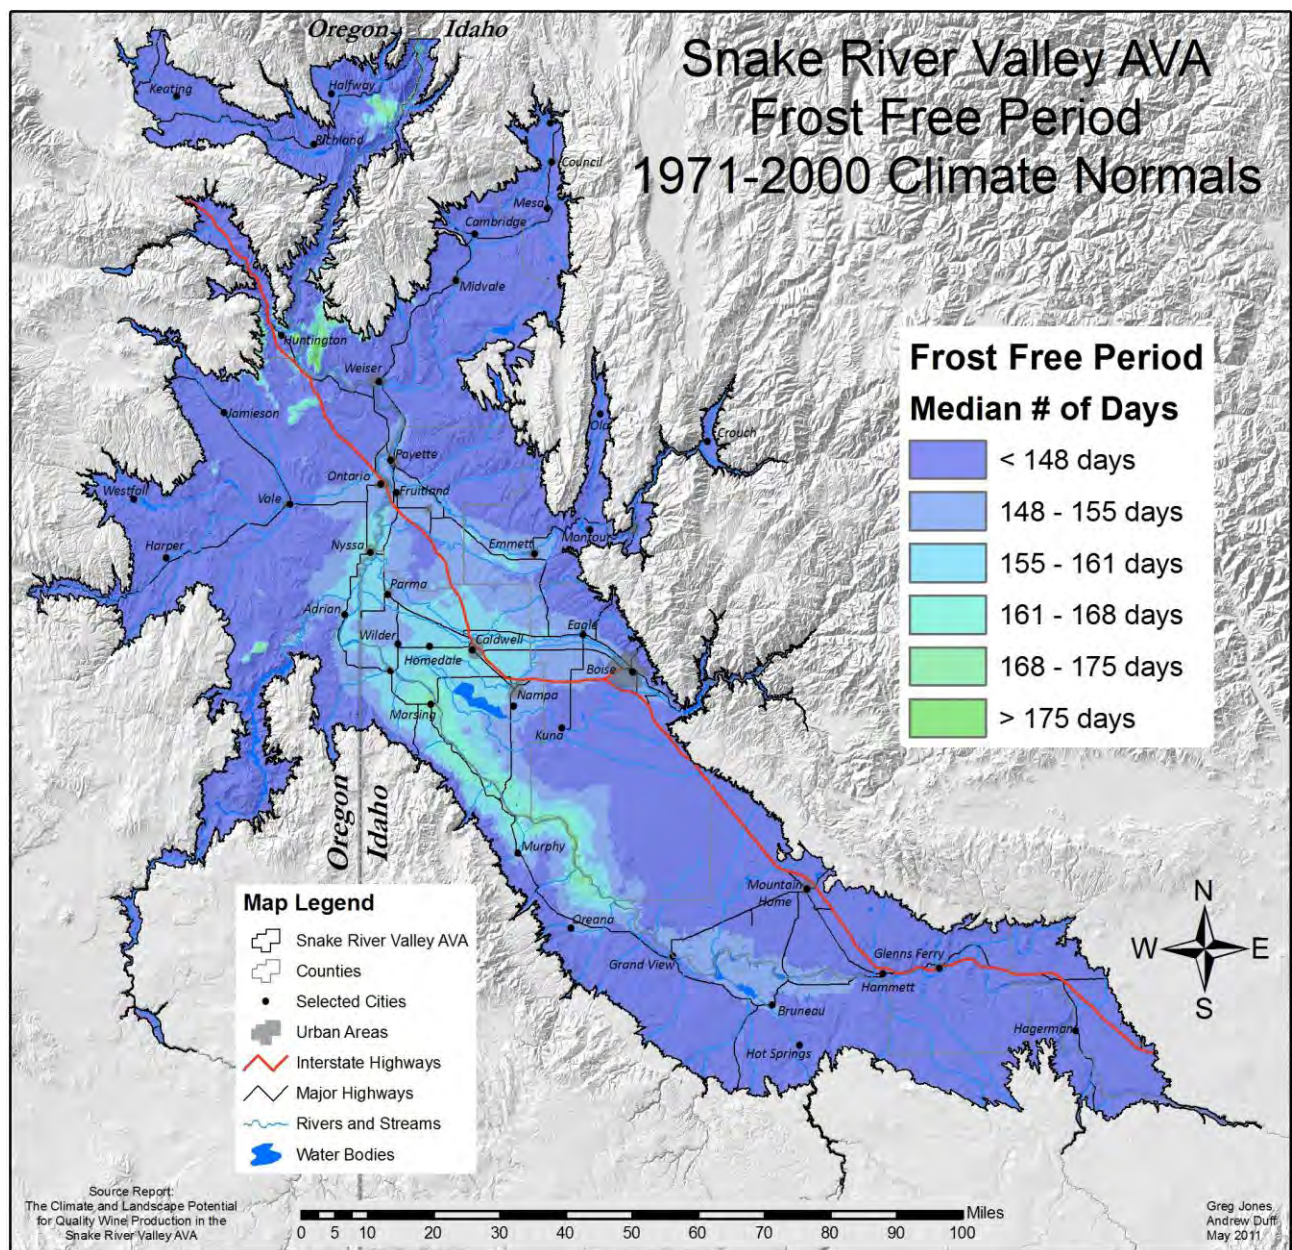 Oregon
Idaho
Snake River Valley AVA
Frost Free Period
1971-2000 Climate Normals
Keating
Halfway
Richland
Council
Mesa
Cambridge
Midvale
Huntington
Weiser
Jamieson
Ola
Crouch
Payette
Ontario
Fruitland
Westfall
Vale
Harper
Nyssa
Emmett
Montour
Parma
Adrian
Wilder
Homedale
Caldwell
Eagle
Boise
Marsing
Nampa
Kuna
Oregon
Idaho
Murphy
Mountain
Home
Oreana
Grand View
Glenns Ferry
Hammett
Bruneau
Hot Springs
Hagerman
Frost Free Period
Median # of Days
< 148 days
148 - 155 days
155 - 161 days
161 - 168 days
168 - 175 days
> 175 days
N
W
E
S
Map Legend
Snake River Valley AVA
Counties
Selected Cities
Urban Areas
Interstate Highways
Major Highways
Rivers and Streams
Water Bodies
Source Report:
The Climate and Landscape Potential
for Quality Wine Production in the
Snake River Valley AVA
Miles
0 5 10 20 30 40 50 60 70 80 90 100
Greg Jones
Andrew Duff
May 2011